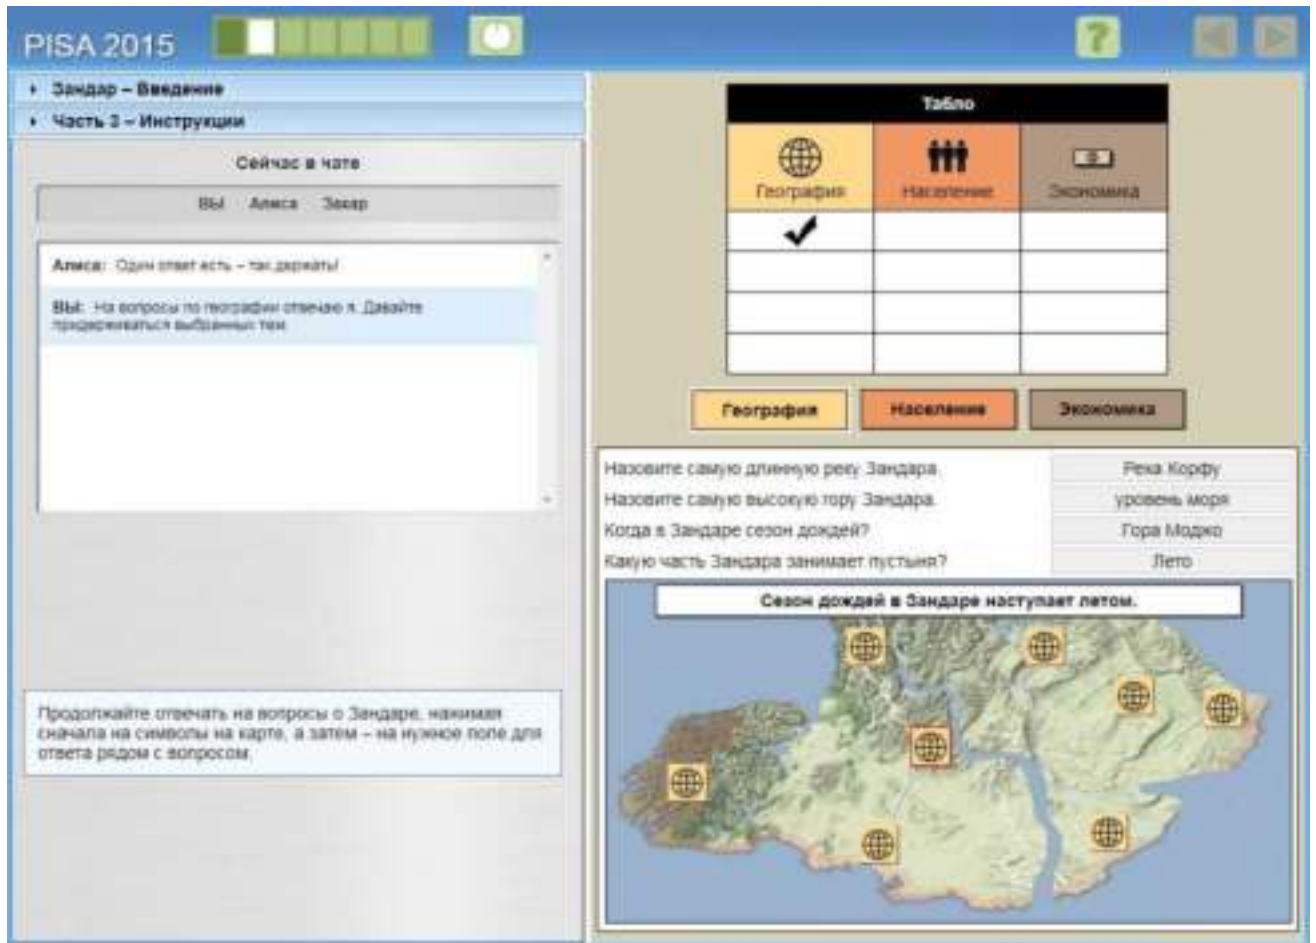 PISA 2015
?
Зандар – Введение
Часть 3 – Инструкции
Сейчас в чате
ВЫ Алиса Захар
Алиса: Один ответ есть – так держать!
ВЫ: На вопросы по географии отвечаю я. Давайте
придерживаться выбранных тем.
Продолжайте отвечать на вопросы о Зандаре, нажимая
сначала на символы на карте, а затем – на нужное поле для
ответа рядом с вопросом.
Табло
География Население Экономика
География Население Экономика
Назовите самую длинную реку Зандара. Река Корфу
Назовите самую высокую гору Зандара. уровень моря
Когда в Зандаре сезон дождей? Гора Моджо
Какую часть Зандара занимает пустыня? Лето
Сезон дождей в Зандаре наступает летом.